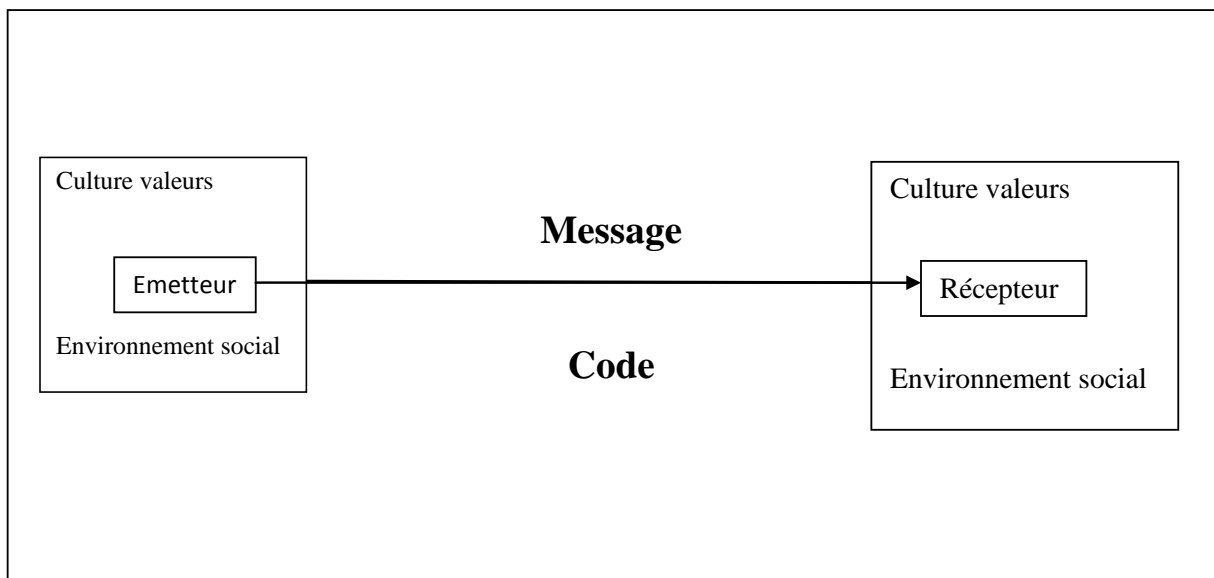 Culture valeurs
Emetteur
Environnement social
Message
Code
Culture valeurs
Récepteur
Environnement social